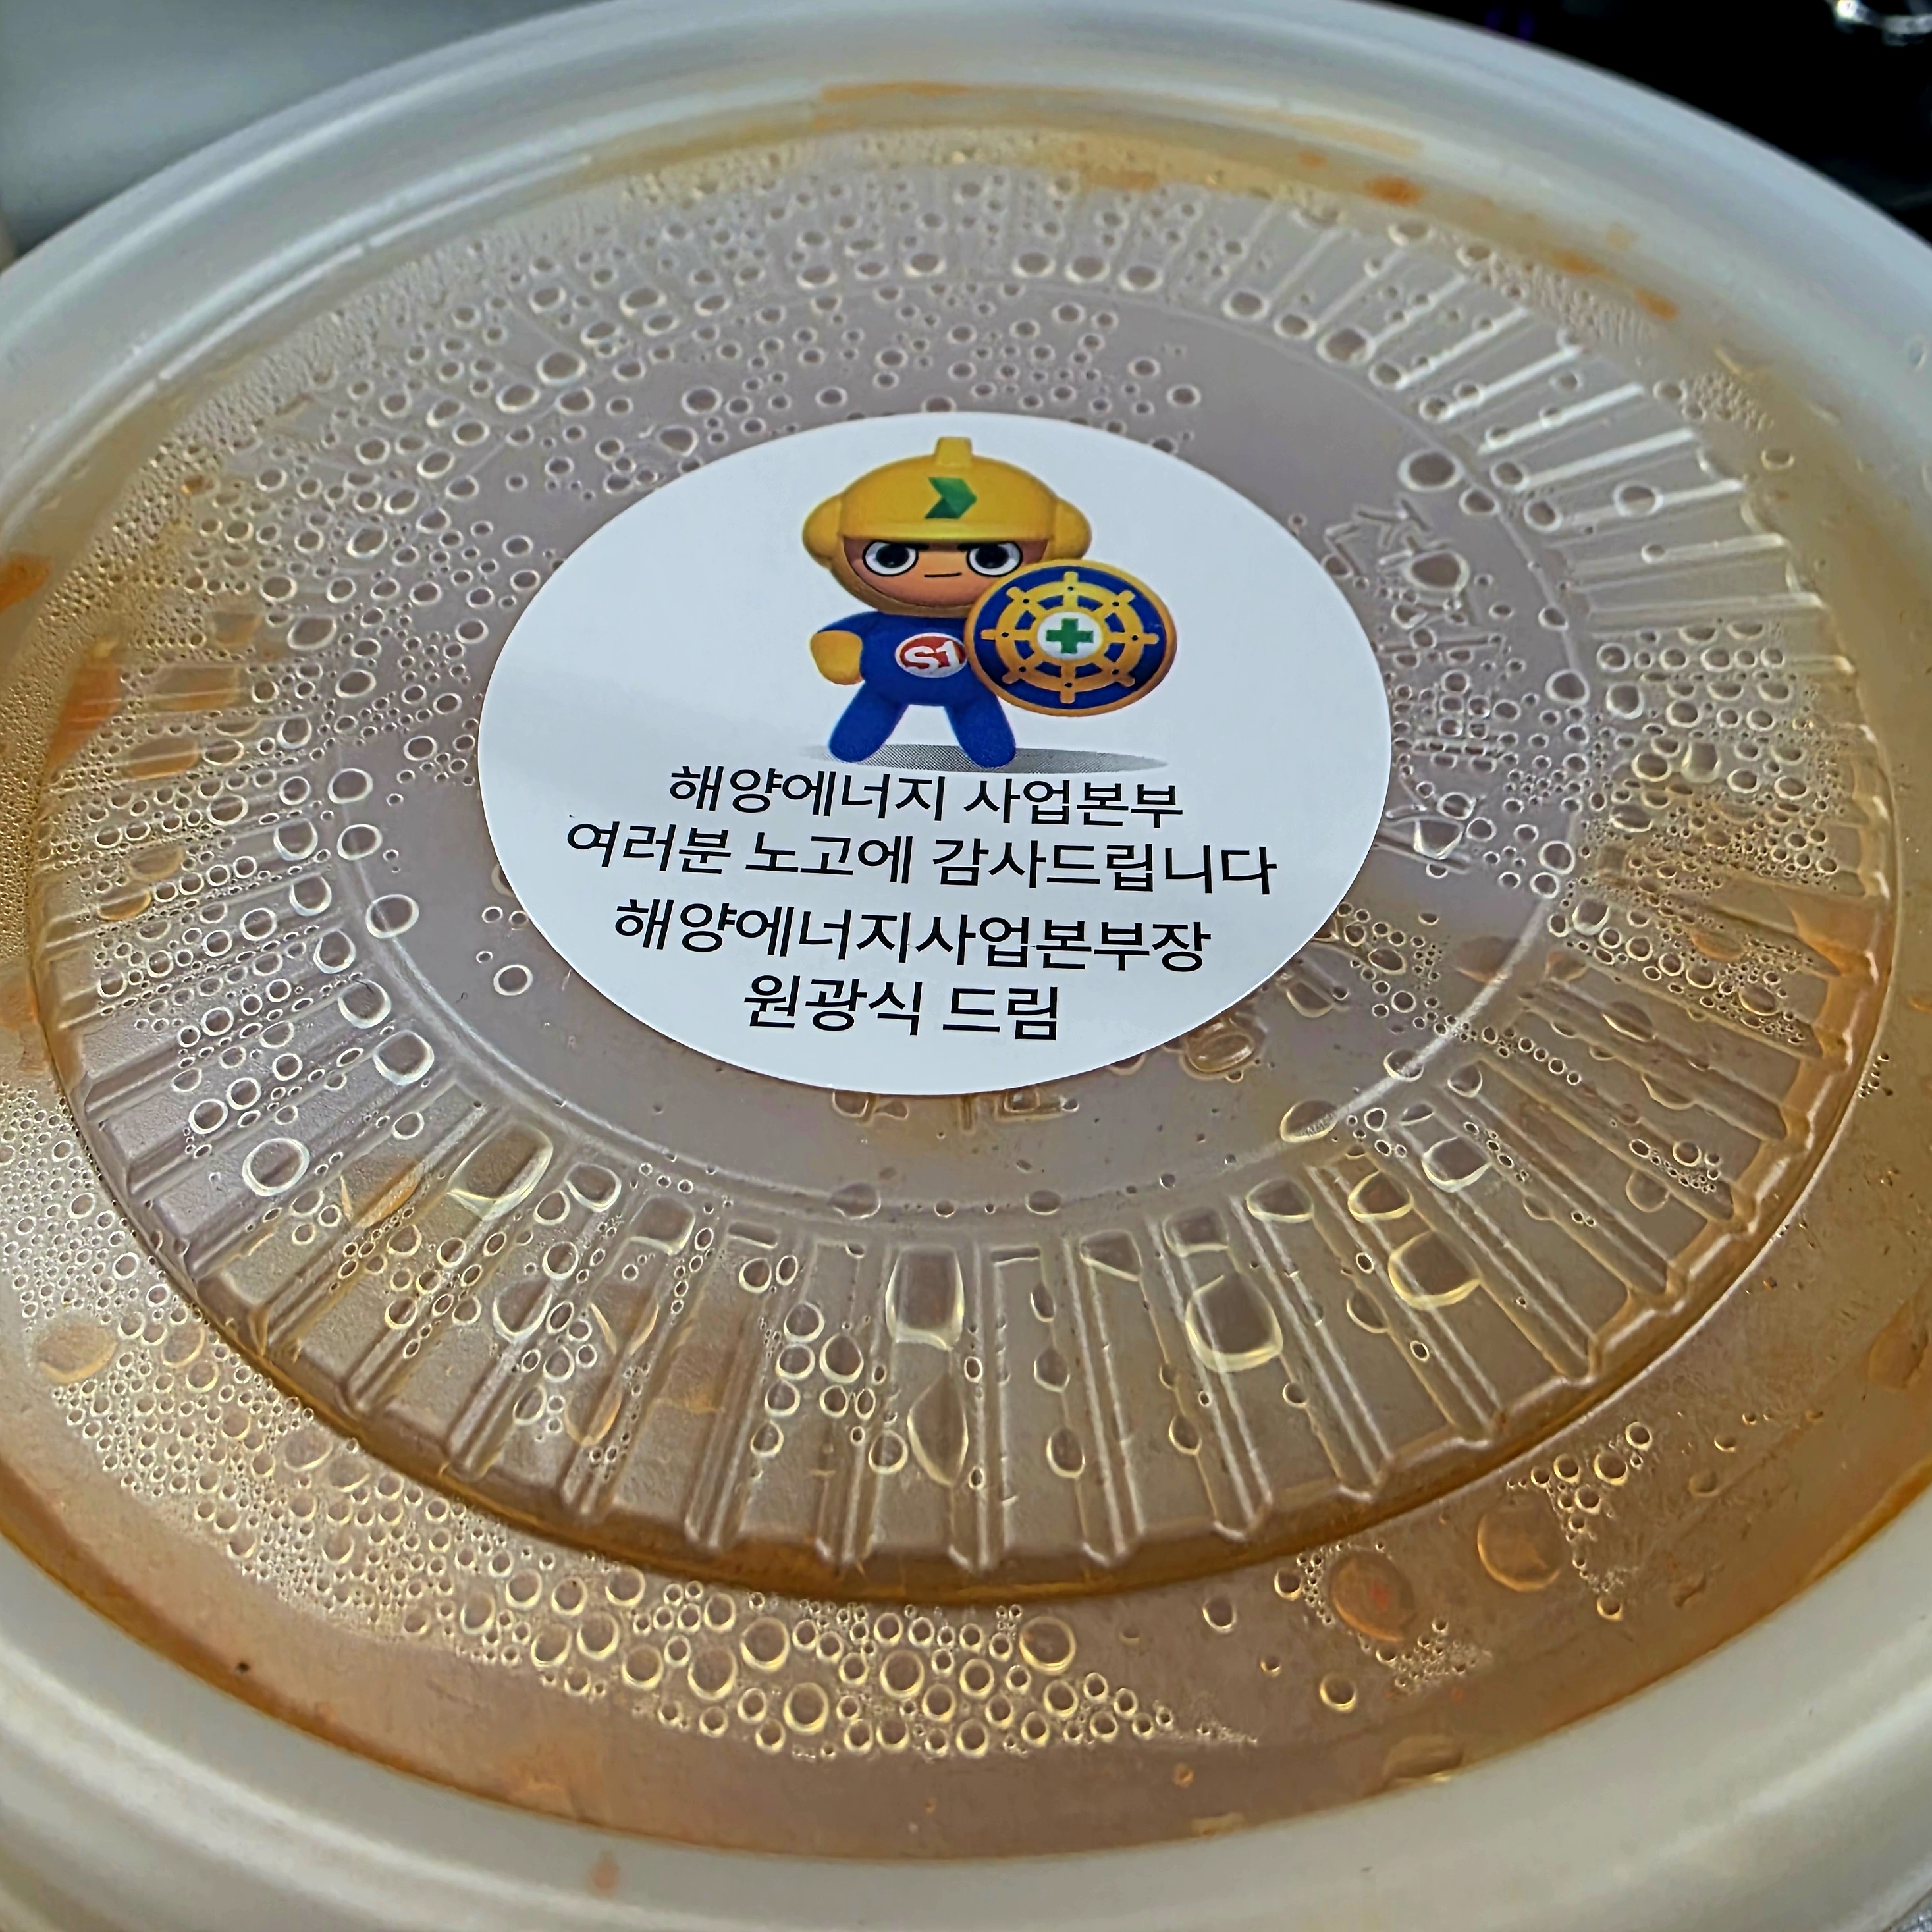 S1
해양에너지 사업본부
여러분 노고에 감사드립니다
해양에너지사업본부장
원광식 드림